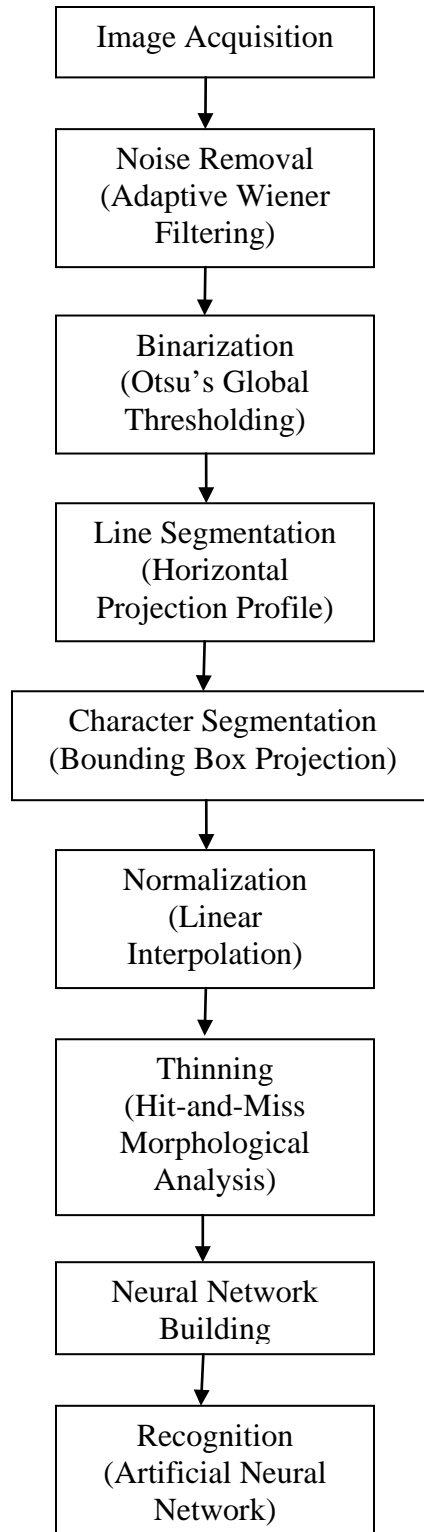 Image Acquisition
Noise Removal
(Adaptive Wiener
Filtering)
Binarization
(Otsu’s Global
Thresholding)
Line Segmentation
(Horizontal
Projection Profile)
Character Segmentation
(Bounding Box Projection)
Normalization
(Linear
Interpolation)
Thinning
(Hit-and-Miss
Morphological
Analysis)
Neural Network
Building
Recognition
(Artificial Neural
Network)